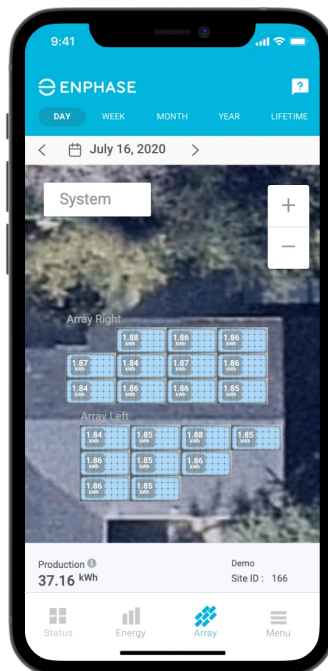 9:41
ENPHASE
?
DAY WEEK MONTH YEAR LIFETIME
< July 16, 2020 >
System
+
−
Array Right
1.88 kWh 1.86 kWh 1.86 kWh
1.87 kWh 1.84 kWh 1.87 kWh 1.86 kWh
1.84 kWh 1.86 kWh 1.86 kWh 1.85 kWh
Array Left
1.84 kWh 1.85 kWh 1.88 kWh 1.85 kWh
1.86 kWh 1.85 kWh 1.86 kWh
1.86 kWh 1.85 kWh
Production i Demo
37.16 kWh Site ID : 166
Status Energy Array Menu